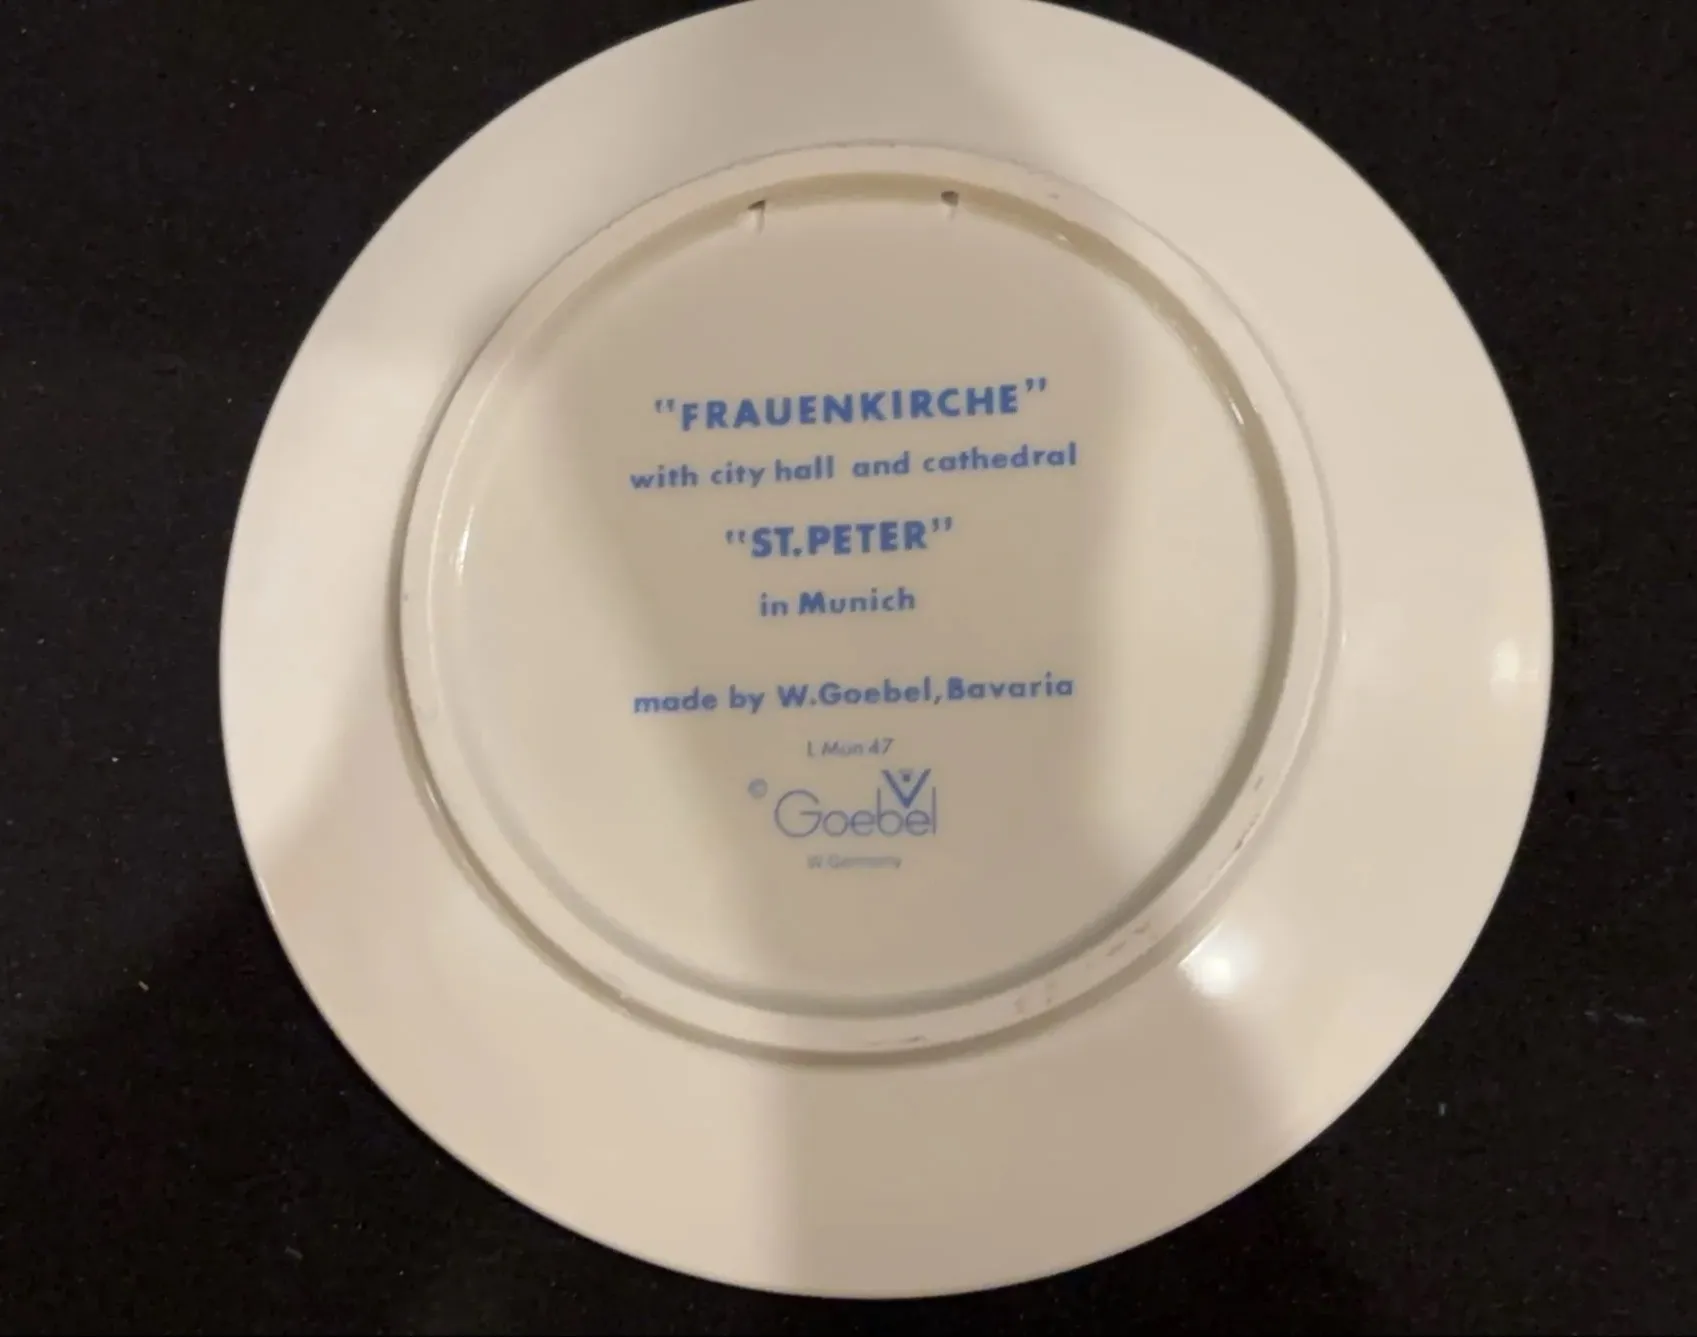 "FRAUENKIRCHE"
with city hall and cathedral
"ST.PETER"
in Munich
made by W.Goebel, Bavaria
L Mün 47
© Goebel
W.Germany